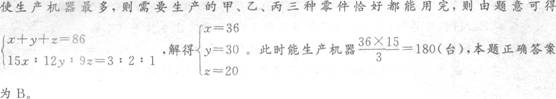 使生产机器最多,则需要生产的甲、乙、丙三种零件恰好都能用完,则由题意可得
{x+y+z=86
15x:12y:9z=3:2:1
,解得{x=36
y=30
z=20
。此时能生产机器36×15/3=180(台),本题正确答案
为 B。